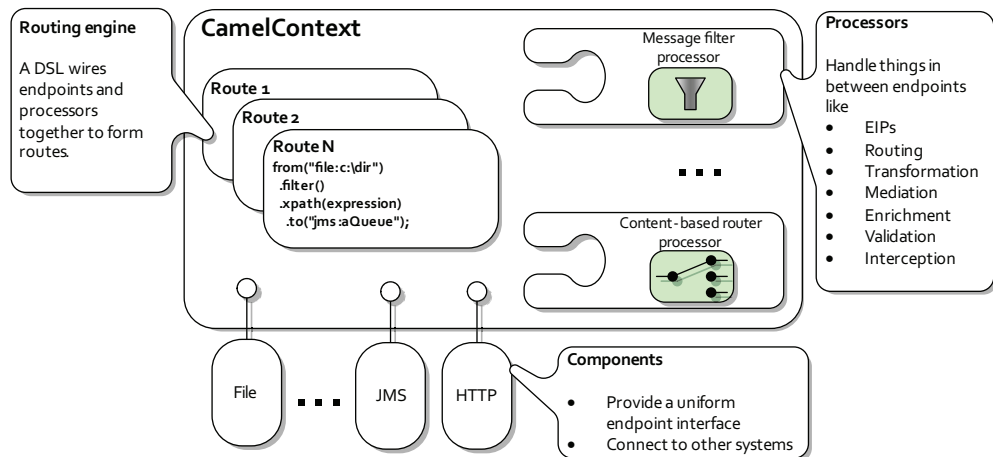 Routing engine
A DSL wires
endpoints and
processors
together to form
routes.
CamelContext
Route 1
Route 2
Route N
from("file:c:\dir")
.filter()
.xpath(expression)
.to("jms:aQueue");
Message filter
processor
Content-based router
processor
Processors
Handle things in
between endpoints
like
• EIPs
• Routing
• Transformation
• Mediation
• Enrichment
• Validation
• Interception
File
JMS
HTTP
Components
• Provide a uniform
endpoint interface
• Connect to other systems